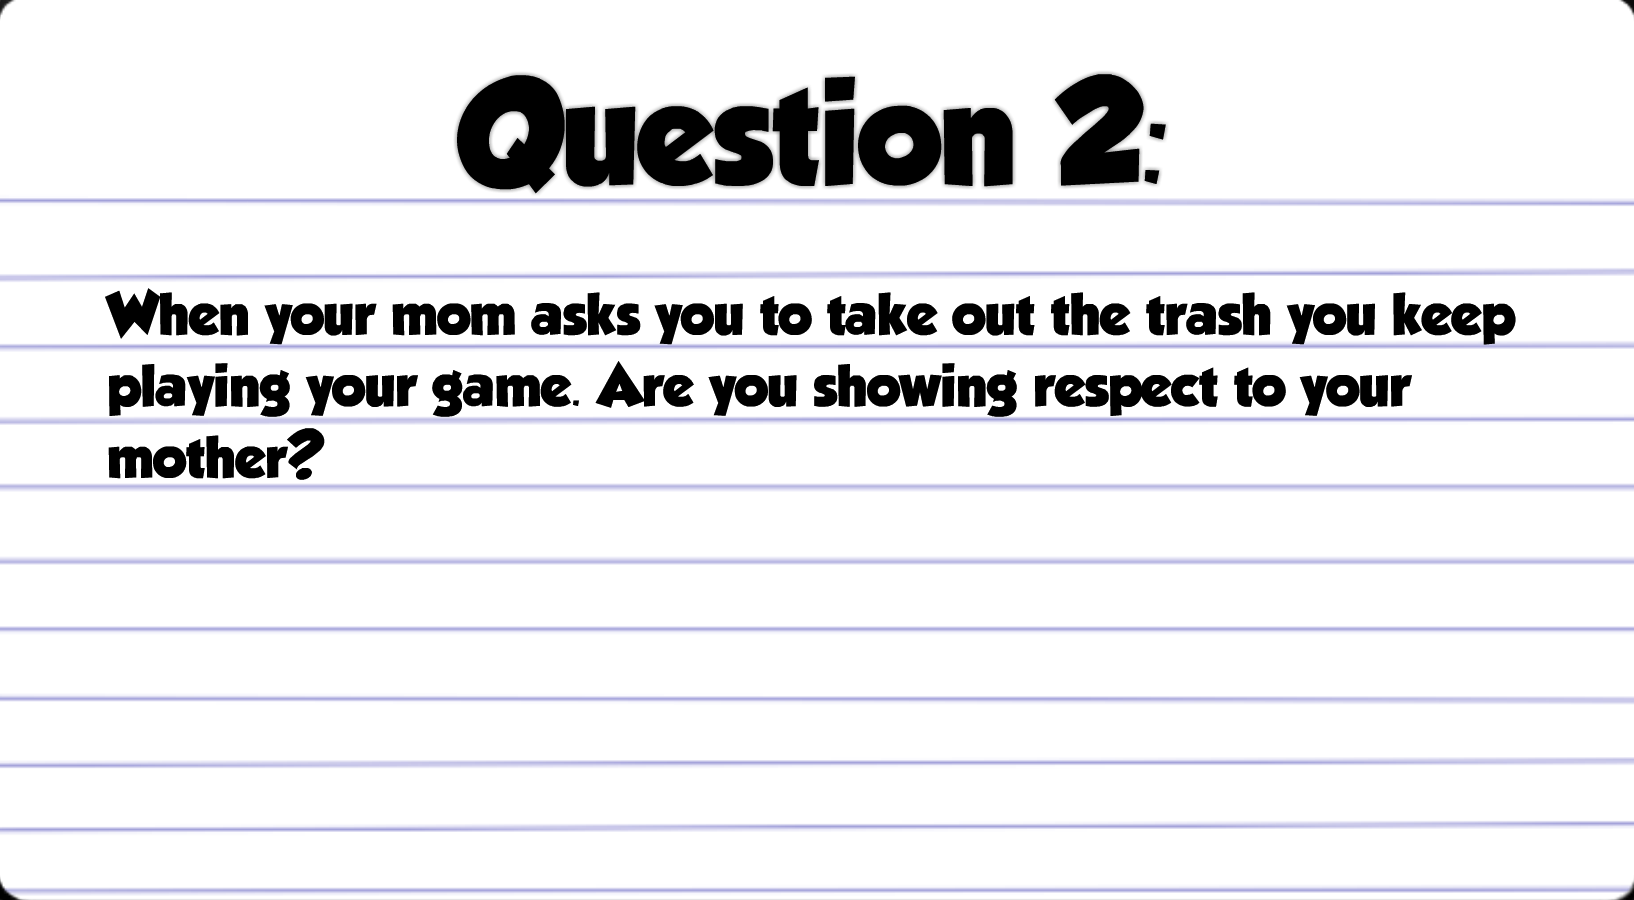 Question 2:
When your mom asks you to take out the trash you keep
playing your game. Are you showing respect to your
mother?